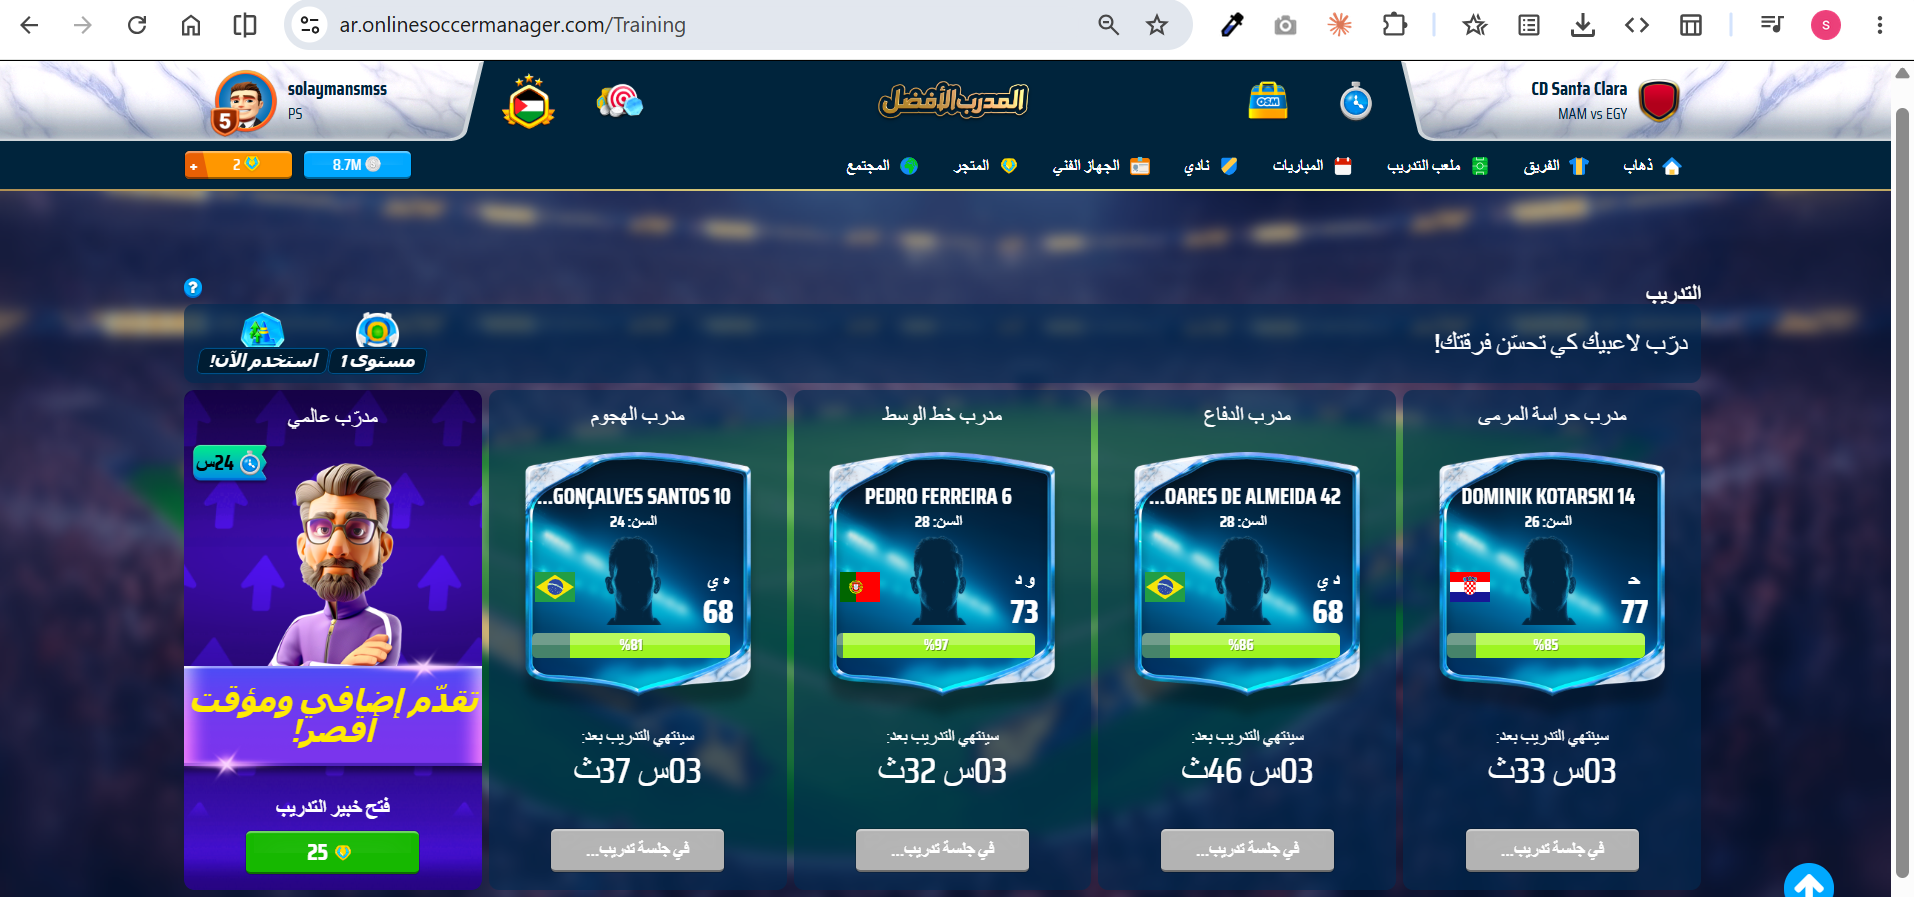 ar.onlinesoccermanager.com/Training
S
solaymansmss
PS
5
المدرب الأفضل
OSM
CD Santa Clara
MAM vs EGY
+ 2
8.7M
ذهاب
الفريق
ملعب التدريب
المباريات
نادي
الجهاز الفني
المتجر
المجتمع
?
التدريب
درّب لاعبيك كي تحسّن فرقتك!
مستوى 1
استخدم الآن!
مدرب حراسة المرمى
DOMINIK KOTARSKI 14
السن: 26
ح
77
%85
سينتهي التدريب بعد:
03س 33ث
في جلسة تدريب...
مدرب الدفاع
...OARES DE ALMEIDA 42
السن: 28
د ي
68
%86
سينتهي التدريب بعد:
03س 46ث
في جلسة تدريب...
مدرب خط الوسط
PEDRO FERREIRA 6
السن: 28
و د
73
%97
سينتهي التدريب بعد:
03س 32ث
في جلسة تدريب...
مدرب الهجوم
...GONÇALVES SANTOS 10
السن: 24
ه ي
68
%81
سينتهي التدريب بعد:
03س 37ث
في جلسة تدريب...
مدرّب عالمي
24س
تقدّم إضافي ومؤقت
أقصر!
فتح خبير التدريب
25